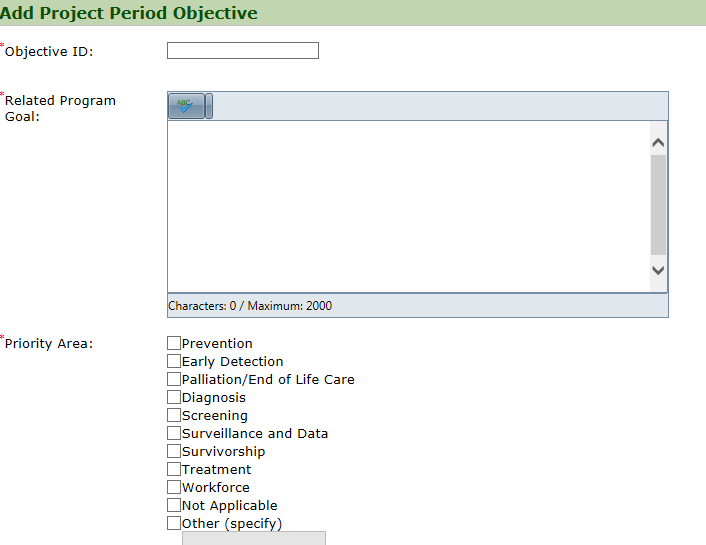 Add Project Period Objective
*Objective ID:
*Related Program
Goal:
ABC
Characters: 0 / Maximum: 2000
*Priority Area:
Prevention
Early Detection
Palliation/End of Life Care
Diagnosis
Screening
Surveillance and Data
Survivorship
Treatment
Workforce
Not Applicable
Other (specify)